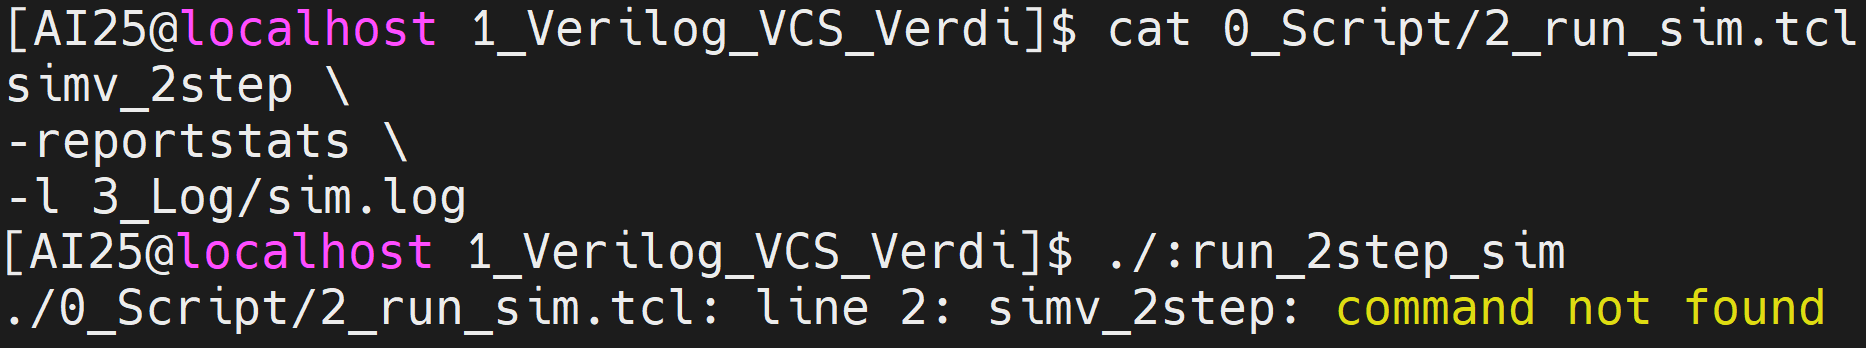 [AI25@localhost 1_Verilog_VCS_Verdi]$ cat 0_Script/2_run_sim.tcl
simv_2step \
-reportstats \
-l 3_Log/sim.log
[AI25@localhost 1_Verilog_VCS_Verdi]$ ./:run_2step_sim
./0_Script/2_run_sim.tcl: line 2: simv_2step: command not found